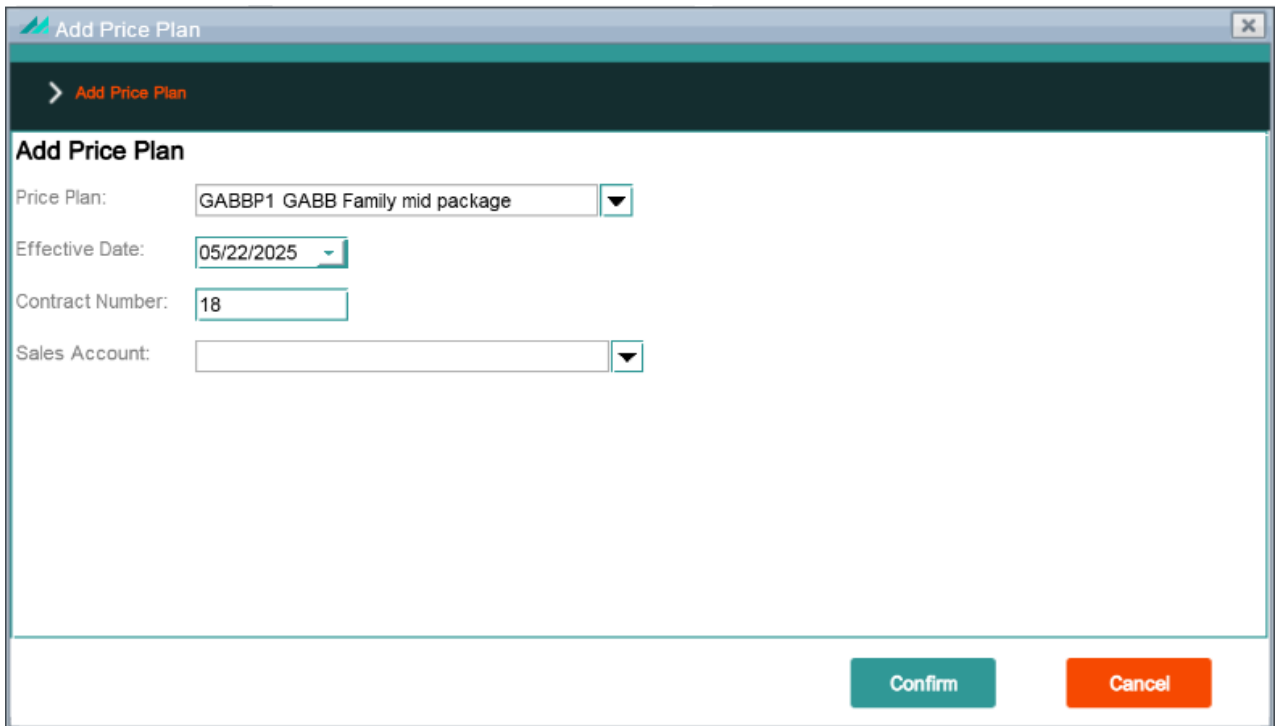 Add Price Plan
Add Price Plan
Add Price Plan
Price Plan: GABBP1 GABB Family mid package
Effective Date: 05/22/2025
Contract Number: 18
Sales Account:
Confirm Cancel